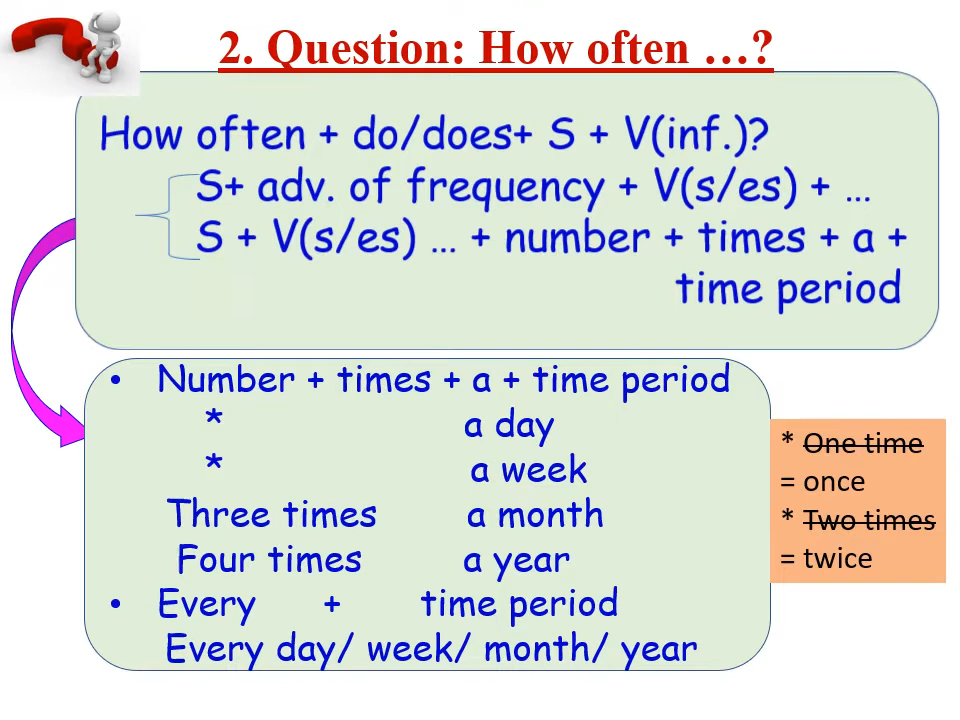 2. Question: How often …?
How often + do/does+ S + V(inf.)?
S+ adv. of frequency + V(s/es) + …
S + V(s/es) … + number + times + a +
time period
• Number + times + a + time period
* a day
* a week
Three times a month
Four times a year
• Every + time period
Every day/ week/ month/ year
* One time
= once
* Two times
= twice